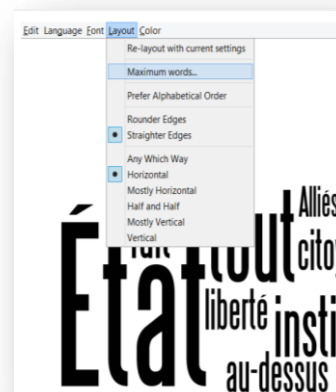 Edit Language Font Layout Color
Re-layout with current settings
Maximum words...
Prefer Alphabetical Order
Rounder Edges
Straighter Edges
Any Which Way
Horizontal
Mostly Horizontal
Half and Half
Mostly Vertical
Vertical
Alliés
tout
État
liberté
au-dessus